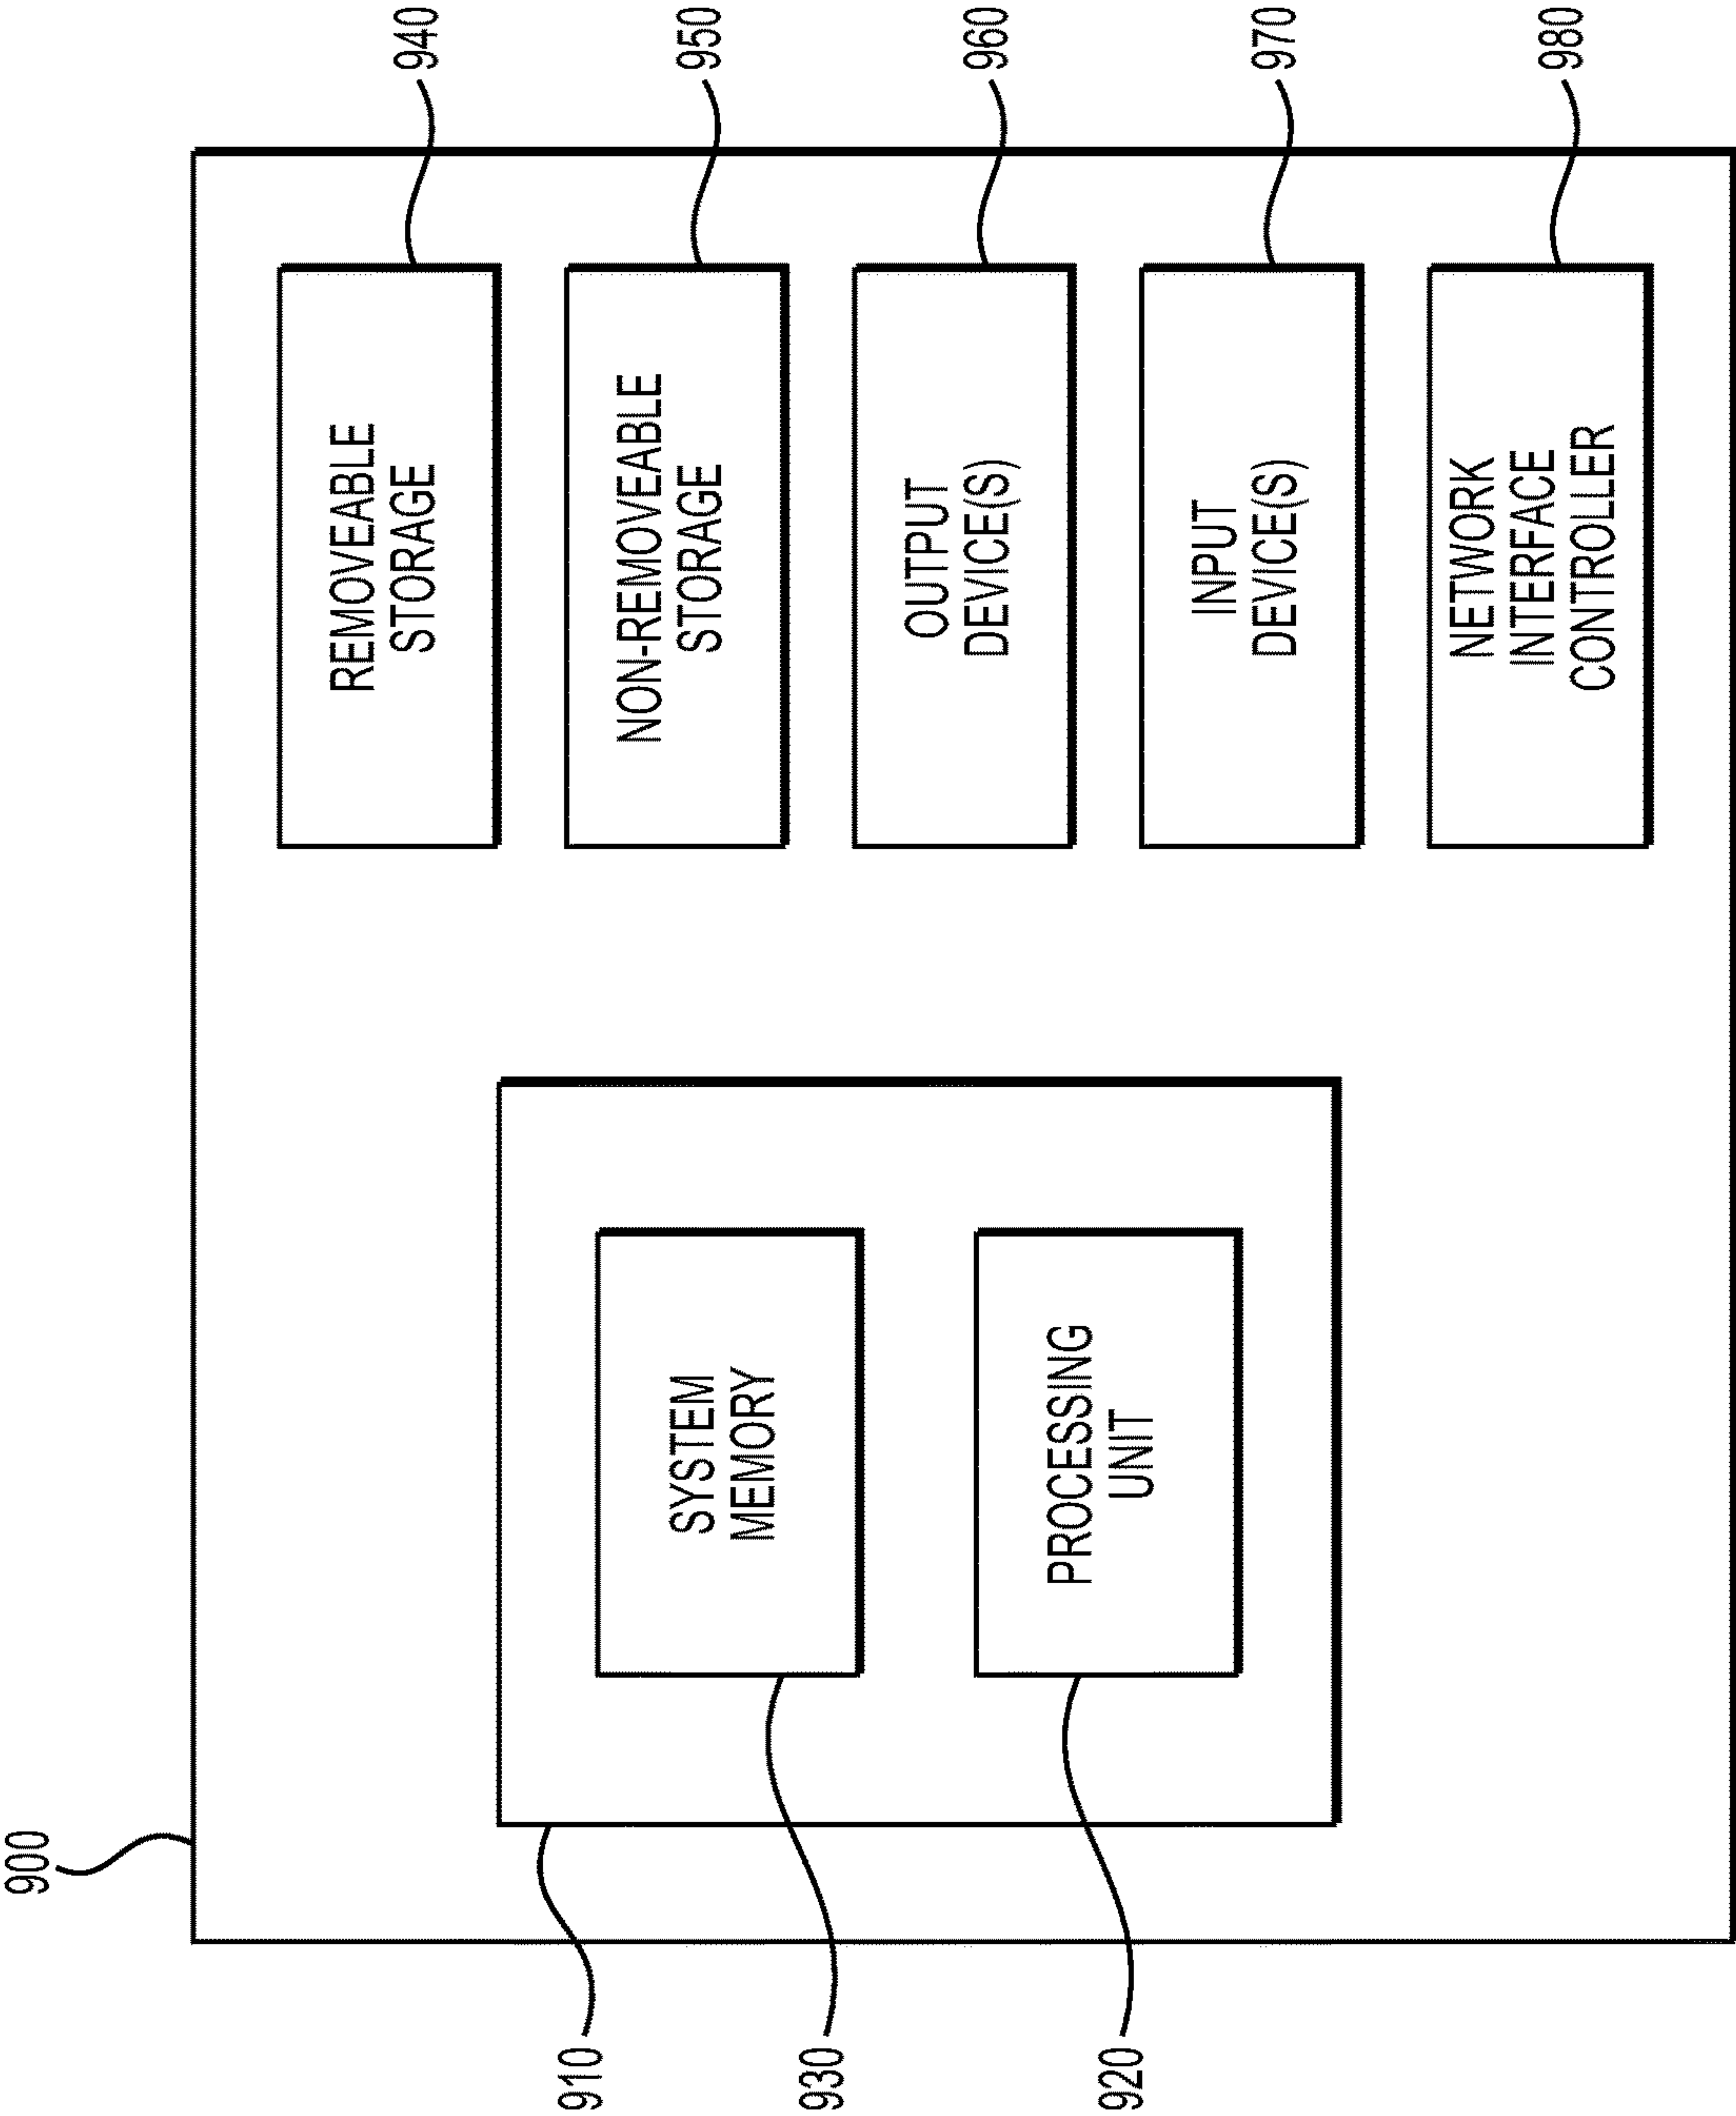 900
910
930
920
SYSTEM
MEMORY
PROCESSING
UNIT
REMOVEABLE
STORAGE
NON-REMOVEABLE
STORAGE
OUTPUT
DEVICE(S)
INPUT
DEVICE(S)
NETWORK
INTERFACE
CONTROLLER
940
950
960
970
980